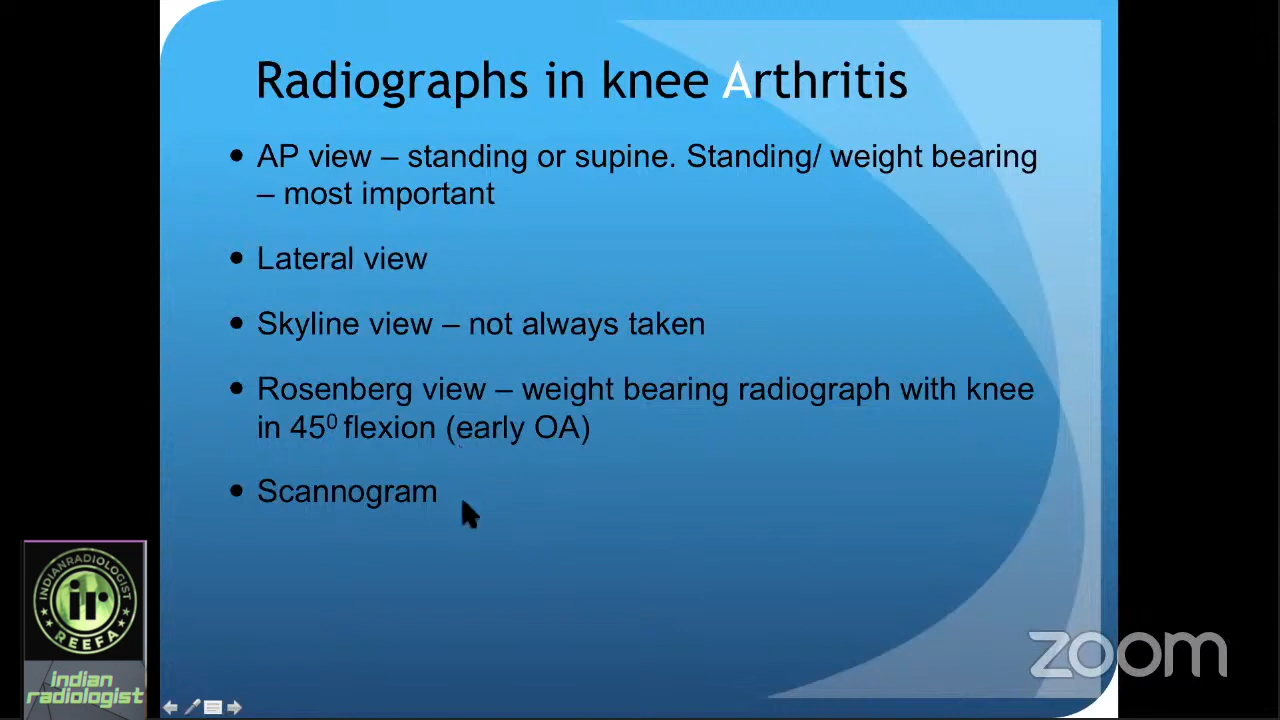 Radiographs in knee Arthritis
• AP view – standing or supine. Standing/ weight bearing
– most important
• Lateral view
• Skyline view – not always taken
• Rosenberg view – weight bearing radiograph with knee
in 45⁰ flexion (early OA)
• Scannogram
INDIANRADIOLOGIST
ir
REEFA
indian
radiologist
zoom